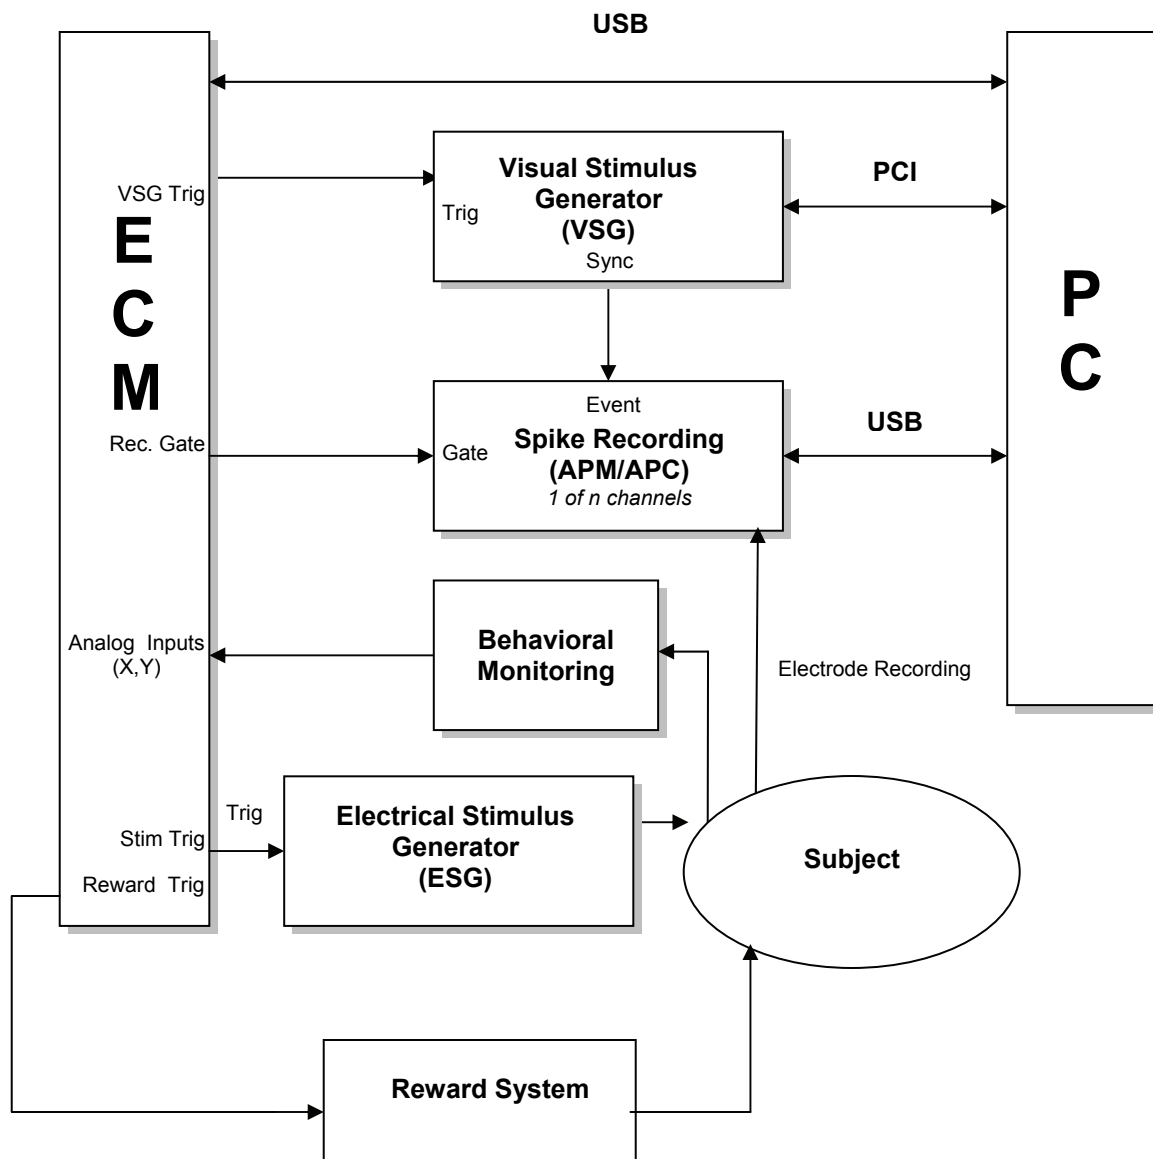 USB
VSG Trig
E
C
M
Visual Stimulus
Generator
(VSG)
Trig
Sync
PCI
P
C
Event
Rec. Gate
Gate
Spike Recording
(APM/APC)
1 of n channels
USB
Analog Inputs
(X,Y)
Behavioral
Monitoring
Electrode Recording
Trig
Stim Trig
Reward Trig
Electrical Stimulus
Generator
(ESG)
Subject
Reward System